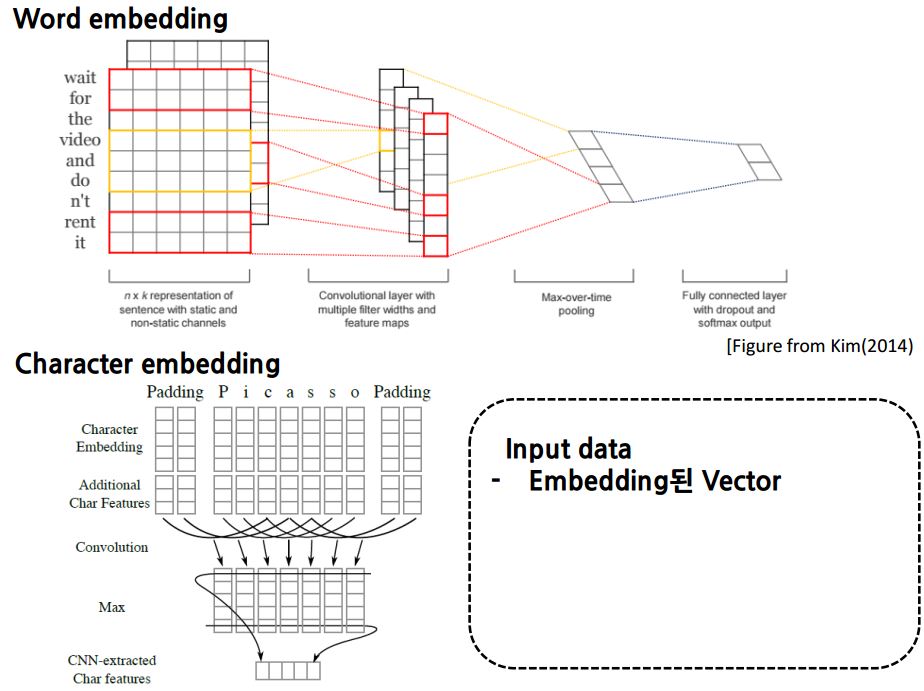 Word embedding
wait
for
the
video
and
do
n't
rent
it
n x k representation of
sentence with static and
non-static channels
Convolutional layer with
multiple filter widths and
feature maps
Max-over-time
pooling
Fully connected layer
with dropout and
softmax output
[Figure from Kim(2014)
Character embedding
Padding P i c a s s o Padding
Character
Embedding
Additional
Char Features
Convolution
Max
CNN-extracted
Char features
Input data
- Embedding된 Vector